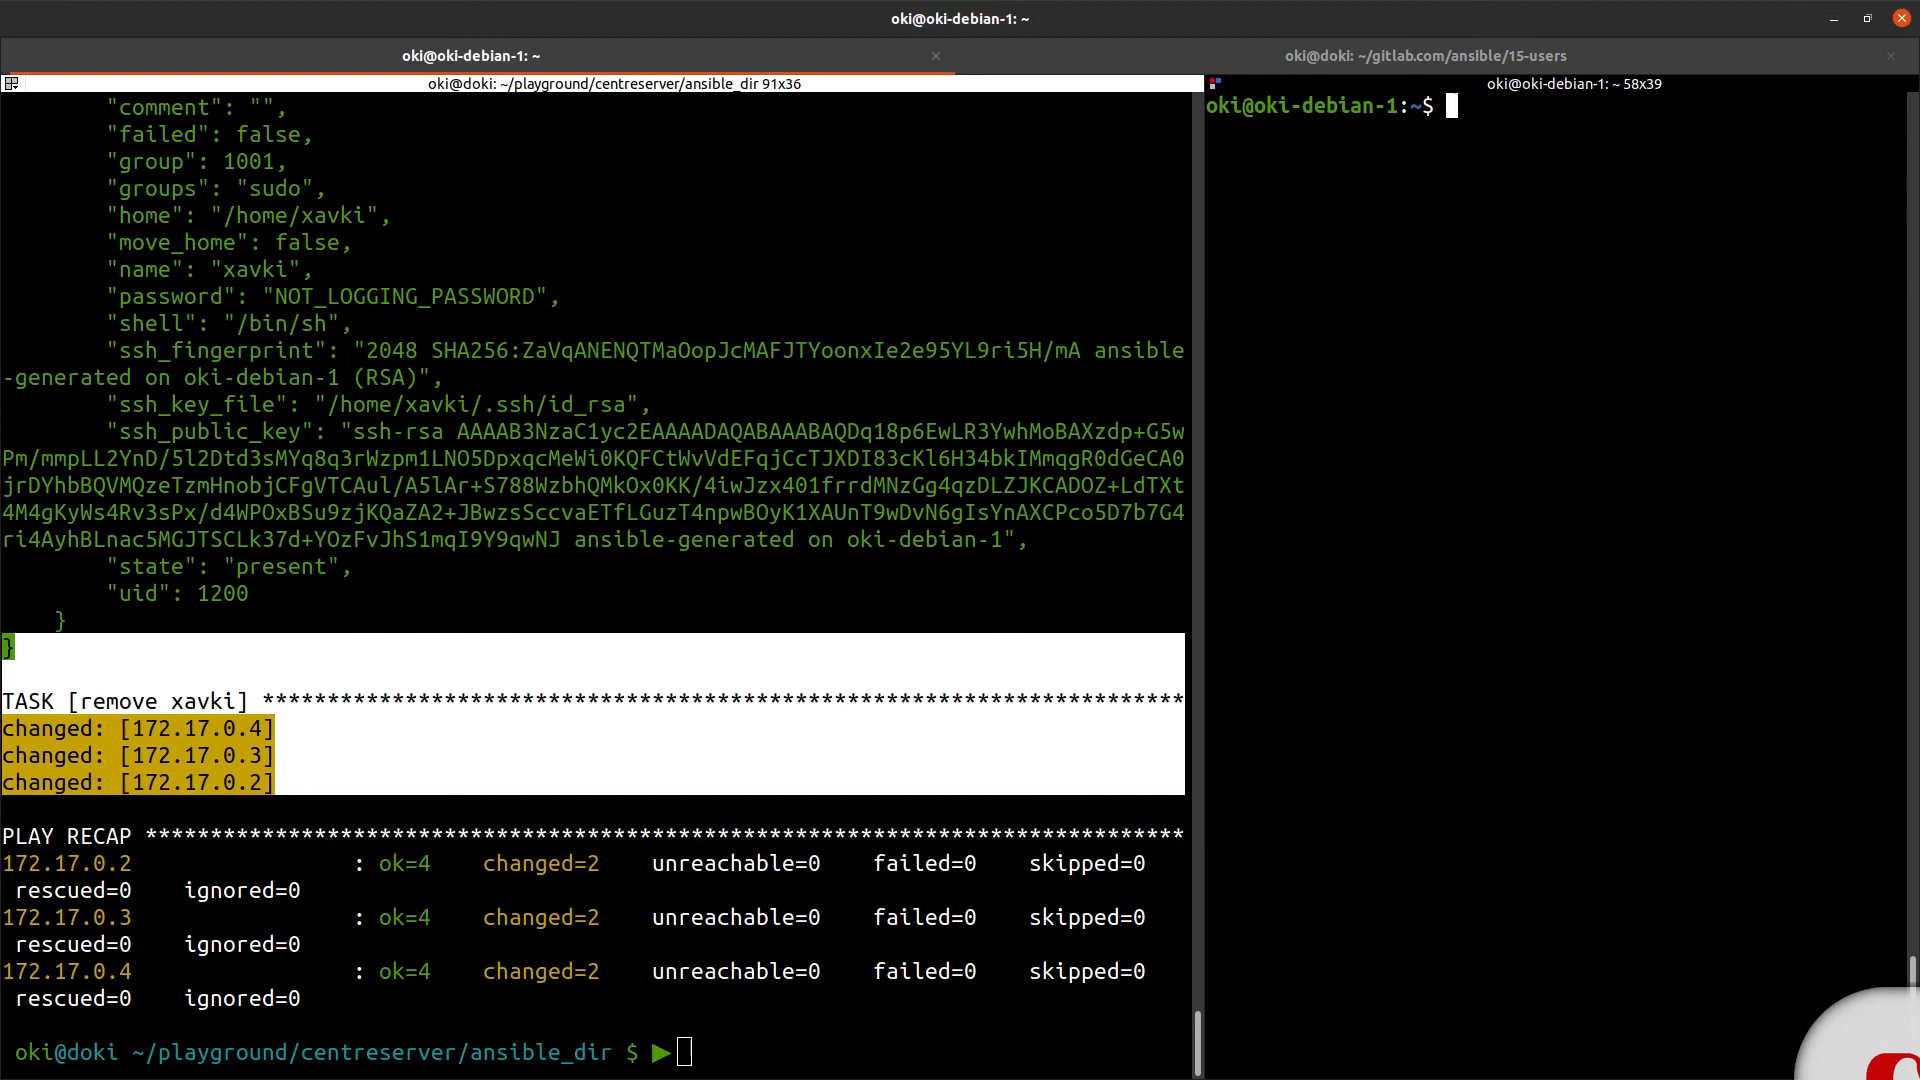 oki@oki-debian-1: ~
oki@oki-debian-1: ~
oki@doki: ~/gitlab.com/ansible/15-users
oki@doki: ~/playground/centreserver/ansible_dir 91x36
"comment": "",
"failed": false,
"group": 1001,
"groups": "sudo",
"home": "/home/xavki",
"move_home": false,
"name": "xavki",
"password": "NOT_LOGGING_PASSWORD",
"shell": "/bin/sh",
"ssh_fingerprint": "2048 SHA256:ZaVqANENQTMaOopJcMAFJTYoonxIe2e95YL9ri5H/mA ansible
-generated on oki-debian-1 (RSA)",
"ssh_key_file": "/home/xavki/.ssh/id_rsa",
"ssh_public_key": "ssh-rsa AAAAB3NzaC1yc2EAAAADAQABAAABAQDq18p6EwLR3YwhMoBAXzdp+G5w
Pm/mmpLL2YnD/5l2Dtd3sMYq8q3rWzpm1LNO5DpxqcMeWi0KQFCtWvVdEFqjCcTJXDI83cKl6H34bkIMmqgR0dGeCA0
jrDYhbBQVMQzeTzmHnobjCFgVTCAul/A5lAr+S788WzbhQMkOx0KK/4iwJzx401frrdMNzGg4qzDLZJKCADOZ+LdTXt
4M4gKyWs4Rv3sPx/d4WPOxBSu9zjKQaZA2+JBwzsSccvaETfLGuzT4npwBOyK1XAUnT9wDvN6gIsYnAXCPco5D7b7G4
ri4AyhBLnac5MGJTSCLk37d+YOzFvJhS1mqI9Y9qwNJ ansible-generated on oki-debian-1",
"state": "present",
"uid": 1200
}
}
TASK [remove xavki] ***********************************************************************
changed: [172.17.0.4]
changed: [172.17.0.3]
changed: [172.17.0.2]
PLAY RECAP ********************************************************************************
172.17.0.2 : ok=4 changed=2 unreachable=0 failed=0 skipped=0
rescued=0 ignored=0
172.17.0.3 : ok=4 changed=2 unreachable=0 failed=0 skipped=0
rescued=0 ignored=0
172.17.0.4 : ok=4 changed=2 unreachable=0 failed=0 skipped=0
rescued=0 ignored=0
oki@doki ~/playground/centreserver/ansible_dir $
oki@oki-debian-1: ~ 58x39
oki@oki-debian-1:~$